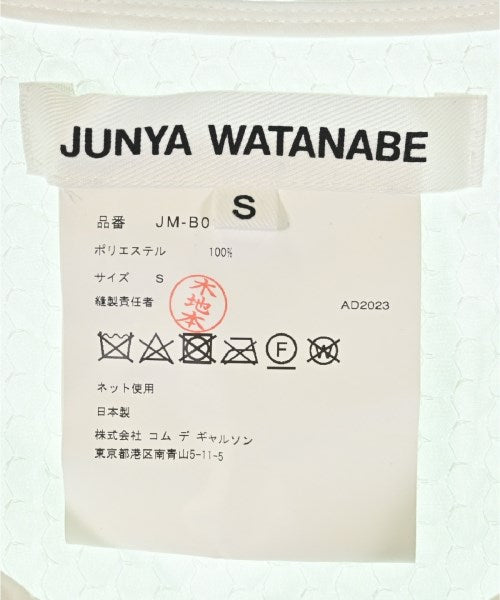 JUNYA WATANABE
S
品番 JM-B0
ポリエステル 100%
サイズ S
縫製責任者
木地本
AD2023
F
W
ネット使用
日本製
株式会社 コム デ ギャルソン
東京都港区南青山5-11-5